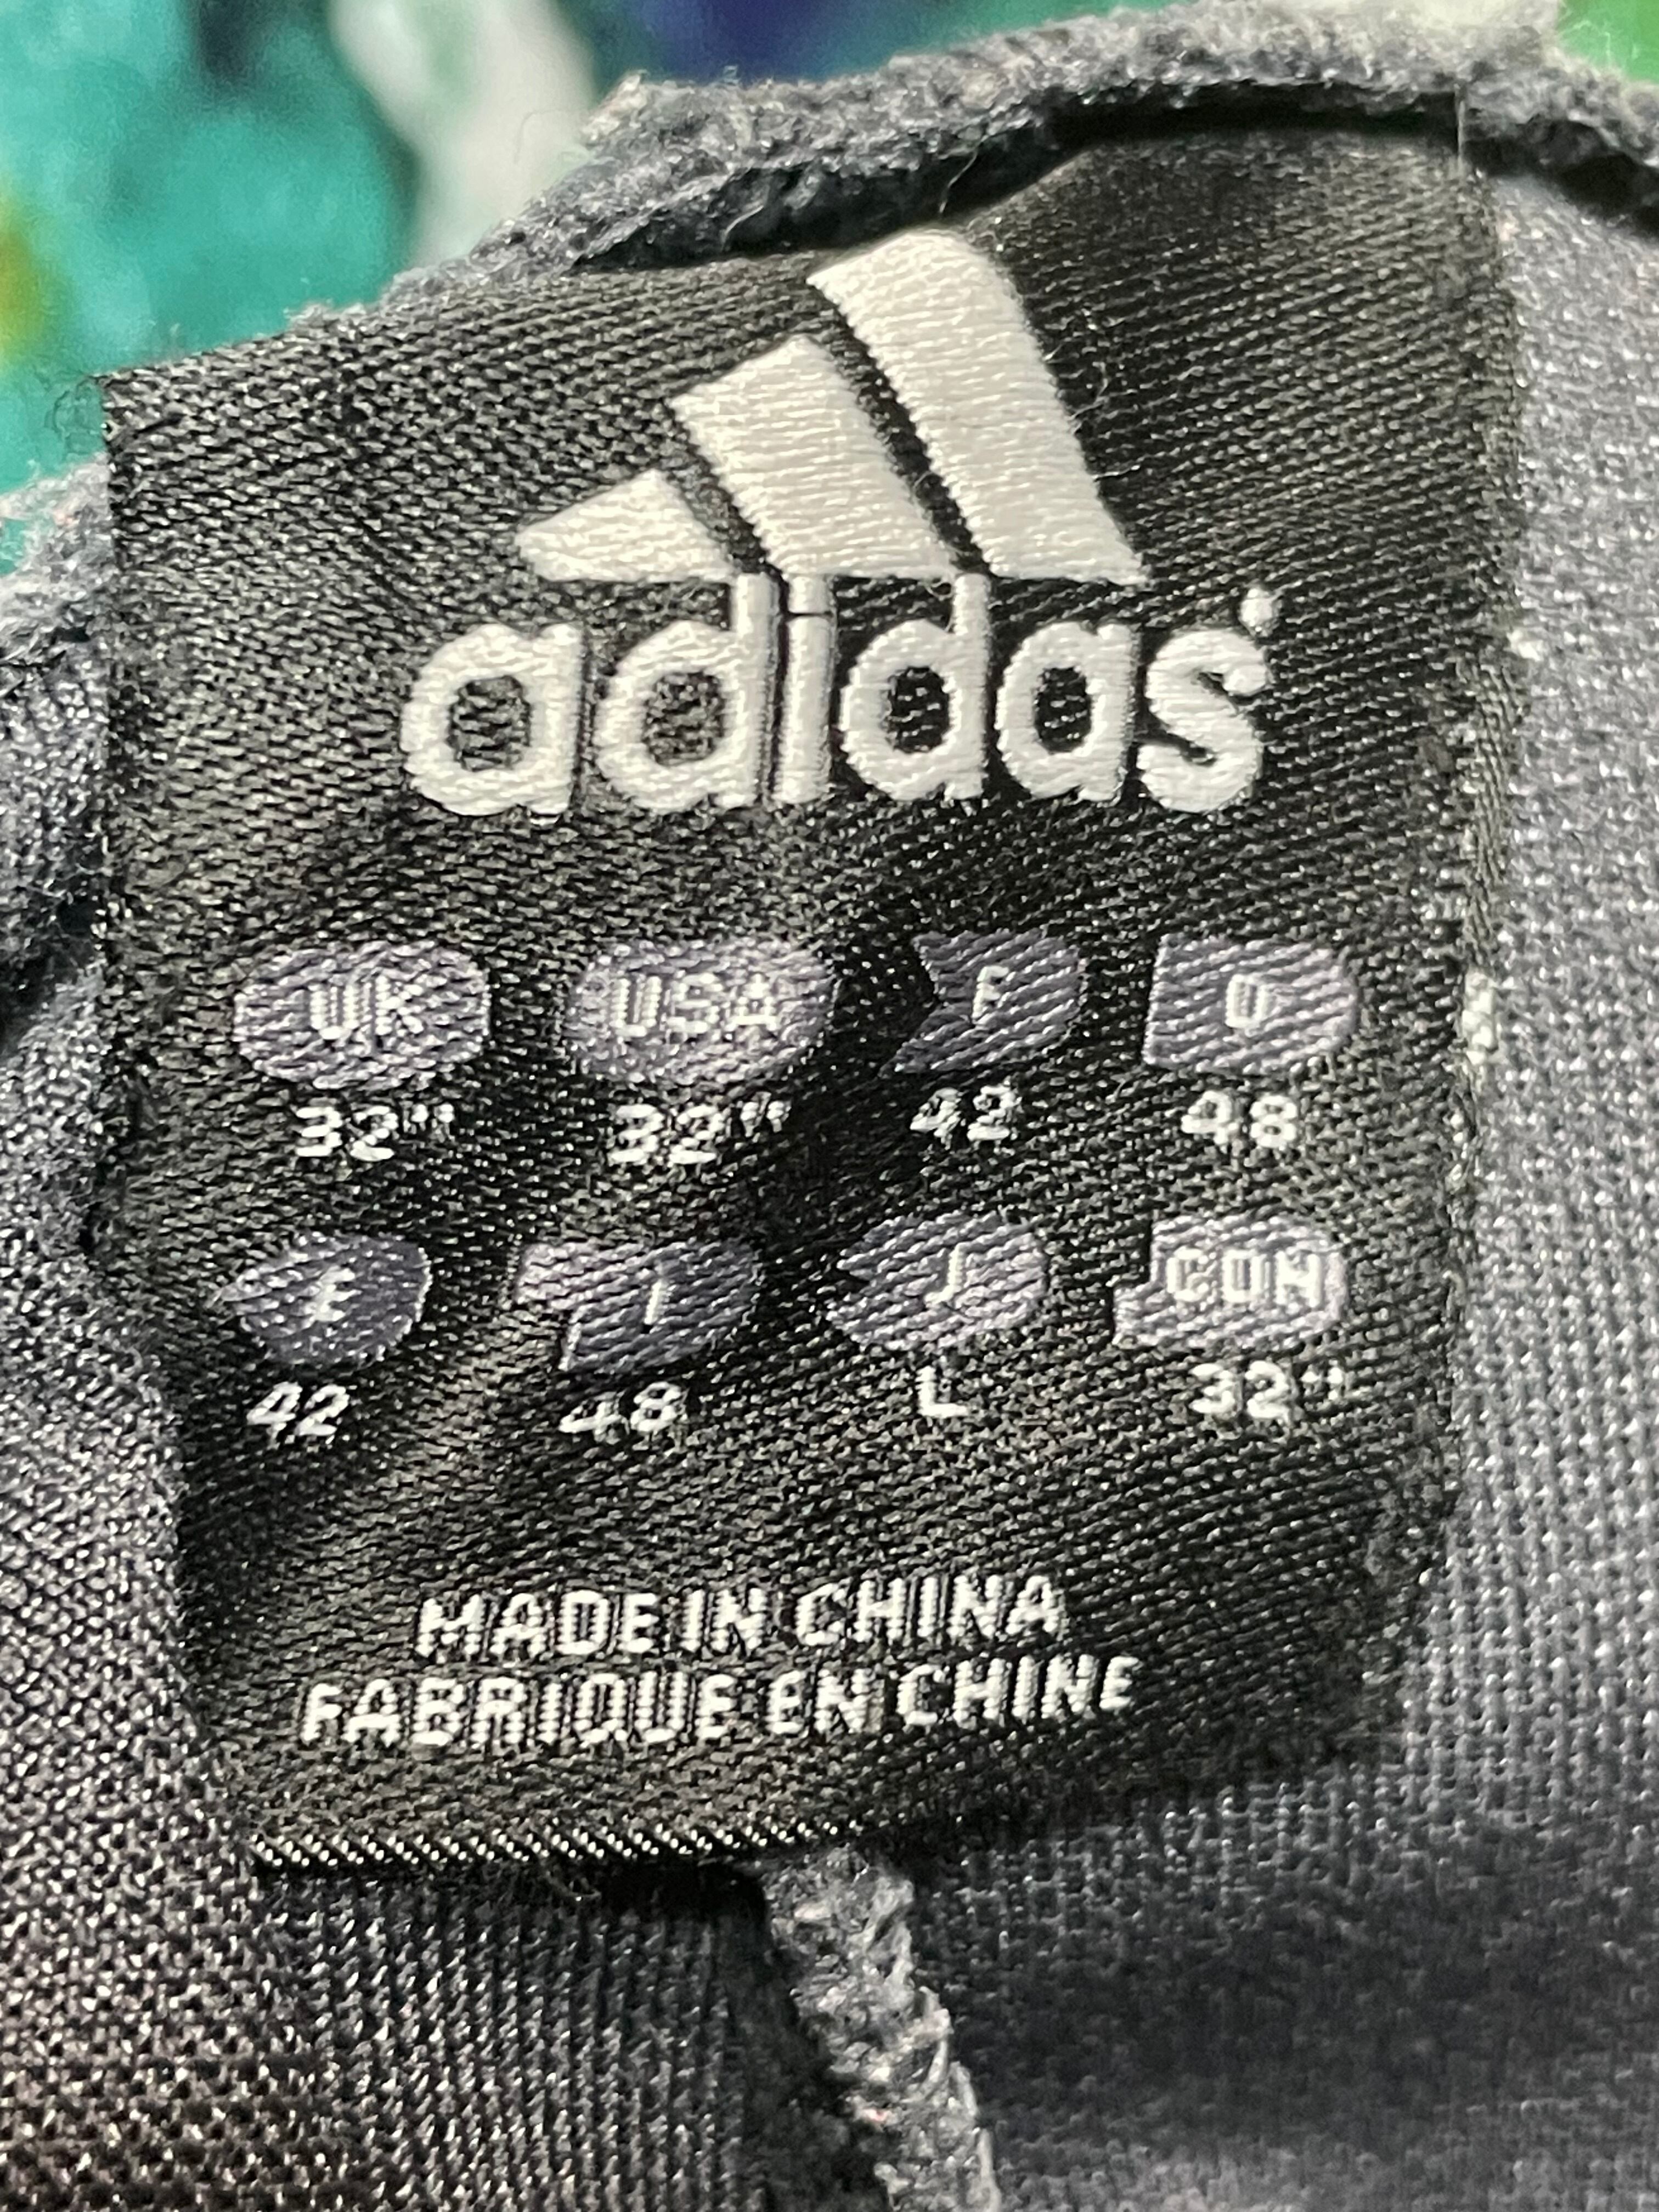 adidas
UK USA F D
32" 32" 42 48
E I J CDN
42 48 L 32"
MADE IN CHINA
FABRIQUE EN CHINE